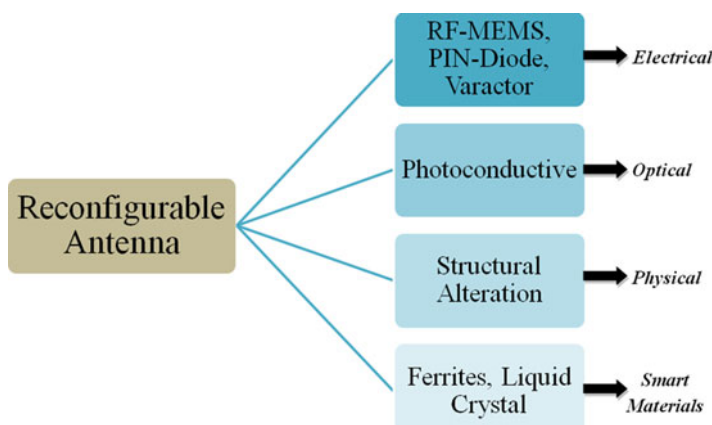 Reconfigurable
Antenna
RF-MEMS,
PIN-Diode,
Varactor
Electrical
Photoconductive
Optical
Structural
Alteration
Physical
Ferrites, Liquid
Crystal
Smart
Materials